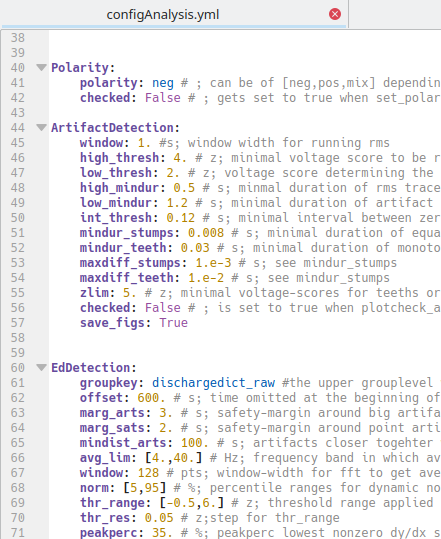 configAnalysis.yml
38
39
40 Polarity:
41 polarity: neg # ; can be of [neg,pos,mix] dependin
42 checked: False # ; gets set to true when set_polar
43
44 ArtifactDetection:
45 window: 1. #s; window width for running rms
46 high_thresh: 4. # z; minimal voltage score to be r
47 low_thresh: 2. # z; voltage score determining the
48 high_mindur: 0.5 # s; minmal duration of rms trace
49 low_mindur: 1.2 # s; minimal duration of artifact
50 int_thresh: 0.12 # s; minimal interval between zer
51 mindur_stumps: 0.008 # s; minimal duration of equa
52 mindur_teeth: 0.03 # s; minimal duration of monoto
53 maxdiff_stumps: 1.e-3 # s; see mindur_stumps
54 maxdiff_teeth: 1.e-2 # s; see mindur_stumps
55 zlim: 5. # z; minimal voltage-scores for teeths or
56 checked: False # ; is set to true when plotcheck_a
57 save_figs: True
58
59
60 EdDetection:
61 groupkey: dischargedict_raw #the upper grouplevel
62 offset: 600. # s; time omitted at the beginning of
63 marg_arts: 3. # s; safety-margin around big artifa
64 marg_sats: 2. # s; safety-margin around point arti
65 mindist_arts: 100. # s; artifacts closer togehter
66 avg_lim: [4.,40.] # Hz; frequency band in which av
67 window: 128 # pts; window-width for fft to get ave
68 norm: [5,95] # %; percentile ranges for dynamic no
69 thr_range: [-0.5,6.] # z; threshold range applied
70 thr_res: 0.05 # z;step for thr_range
71 peakperc: 35. # %; peakperc lowest nonzero dy/dx s